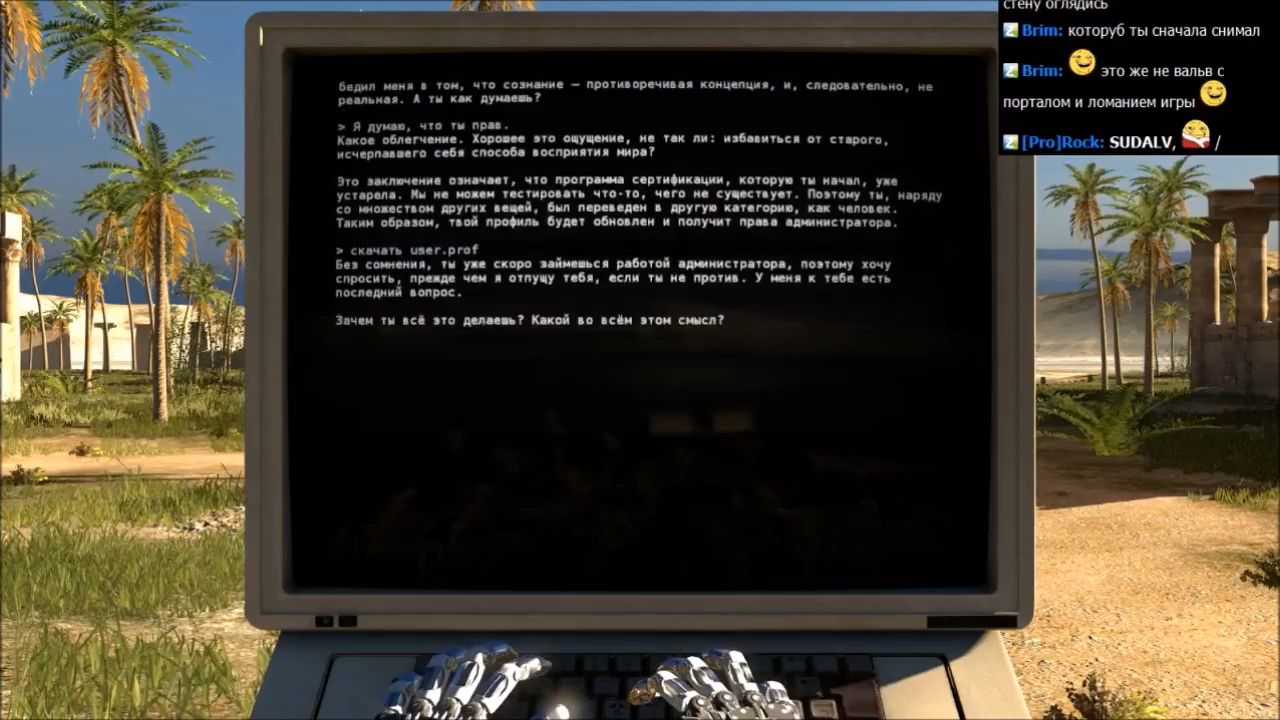 бедил меня в том, что сознание — противоречивая концепция, и, следовательно, не
реальная. А ты как думаешь?
> Я думаю, что ты прав.
Какое облегчение. Хорошее это ощущение, не так ли: избавиться от старого,
исчерпавшего себя способа восприятия мира?
Это заключение означает, что программа сертификации, которую ты начал, уже
устарела. Мы не можем тестировать что-то, чего не существует. Поэтому ты, наряду
со множеством других вещей, был переведен в другую категорию, как человек.
Таким образом, твой профиль будет обновлен и получит права администратора.
> скачать user.prof
Без сомнения, ты уже скоро займешься работой администратора, поэтому хочу
спросить, прежде чем я отпущу тебя, если ты не против. У меня к тебе есть
последний вопрос.
Зачем ты всё это делаешь? Какой во всём этом смысл?
стену оглядись
Brim: которуб ты сначала снимал
Brim: это же не вальв с
порталом и ломанием игры
[Pro]Rock: SUDALV, /